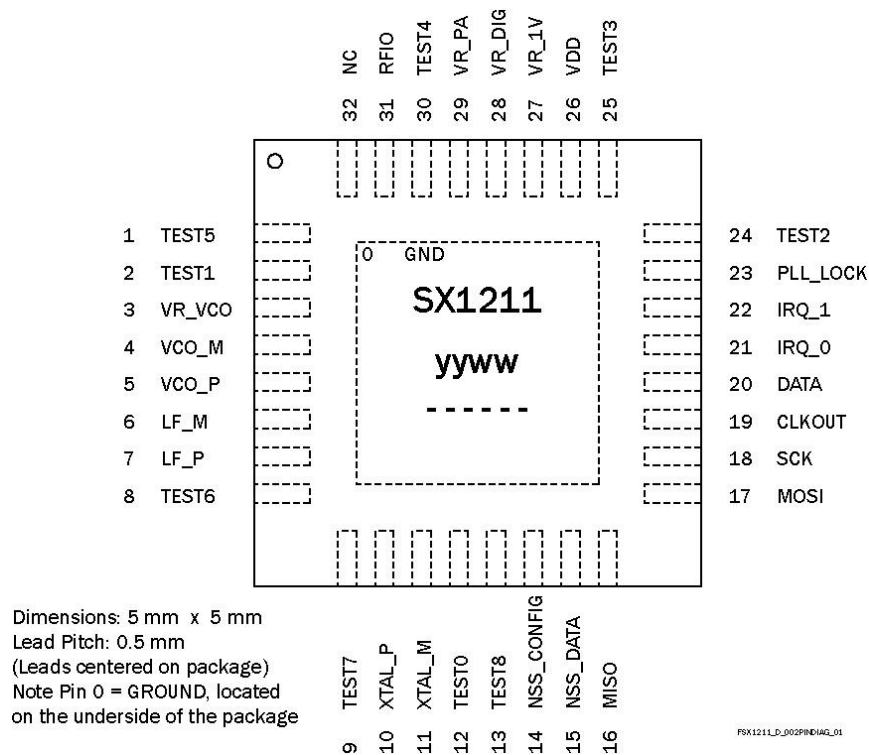 32 NC
31 RFIO
30 TEST4
29 VR_PA
28 VR_DIG
27 VR_1V
26 VDD
25 TEST3
1 TEST5
2 TEST1
3 VR_VCO
4 VCO_M
5 VCO_P
6 LF_M
7 LF_P
8 TEST6
0 GND
SX1211
yyww
------
24 TEST2
23 PLL_LOCK
22 IRQ_1
21 IRQ_0
20 DATA
19 CLKOUT
18 SCK
17 MOSI
9 TEST7
10 XTAL_P
11 XTAL_M
12 TEST0
13 TEST8
14 NSS_CONFIG
15 NSS_DATA
16 MISO
Dimensions: 5 mm x 5 mm
Lead Pitch: 0.5 mm
(Leads centered on package)
Note Pin 0 = GROUND, located
on the underside of the package
FSX1211_D_002PINDIAG_01